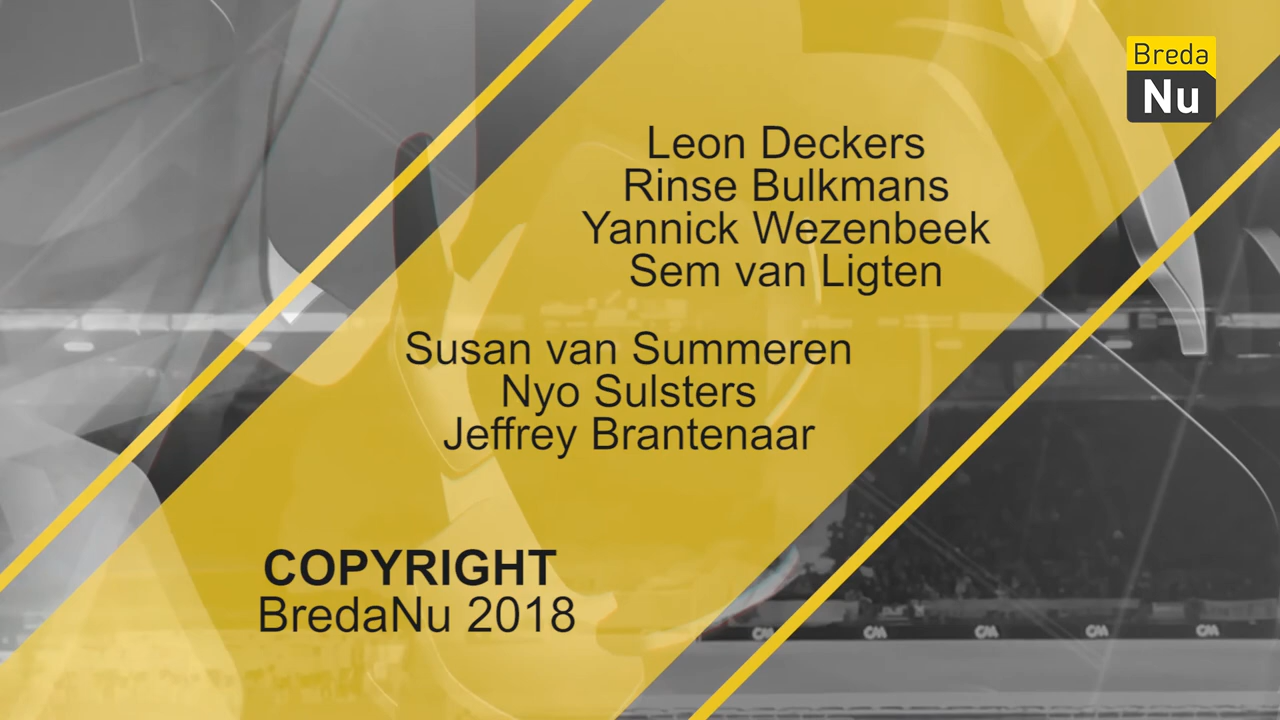 Breda
Nu
Leon Deckers
Rinse Bulkmans
Yannick Wezenbeek
Sem van Ligten
Susan van Summeren
Nyo Sulsters
Jeffrey Brantenaar
COPYRIGHT
BredaNu 2018